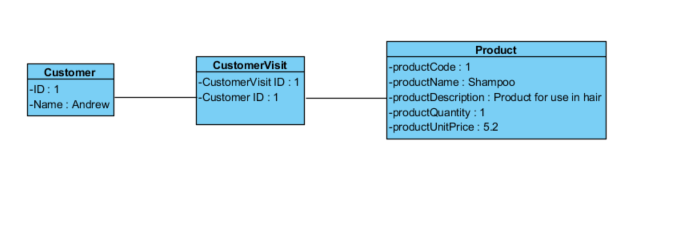 Customer
-ID : 1
-Name : Andrew
CustomerVisit
-CustomerVisit ID : 1
-Customer ID : 1
Product
-productCode : 1
-productName : Shampoo
-productDescription : Product for use in hair
-productQuantity : 1
-productUnitPrice : 5.2